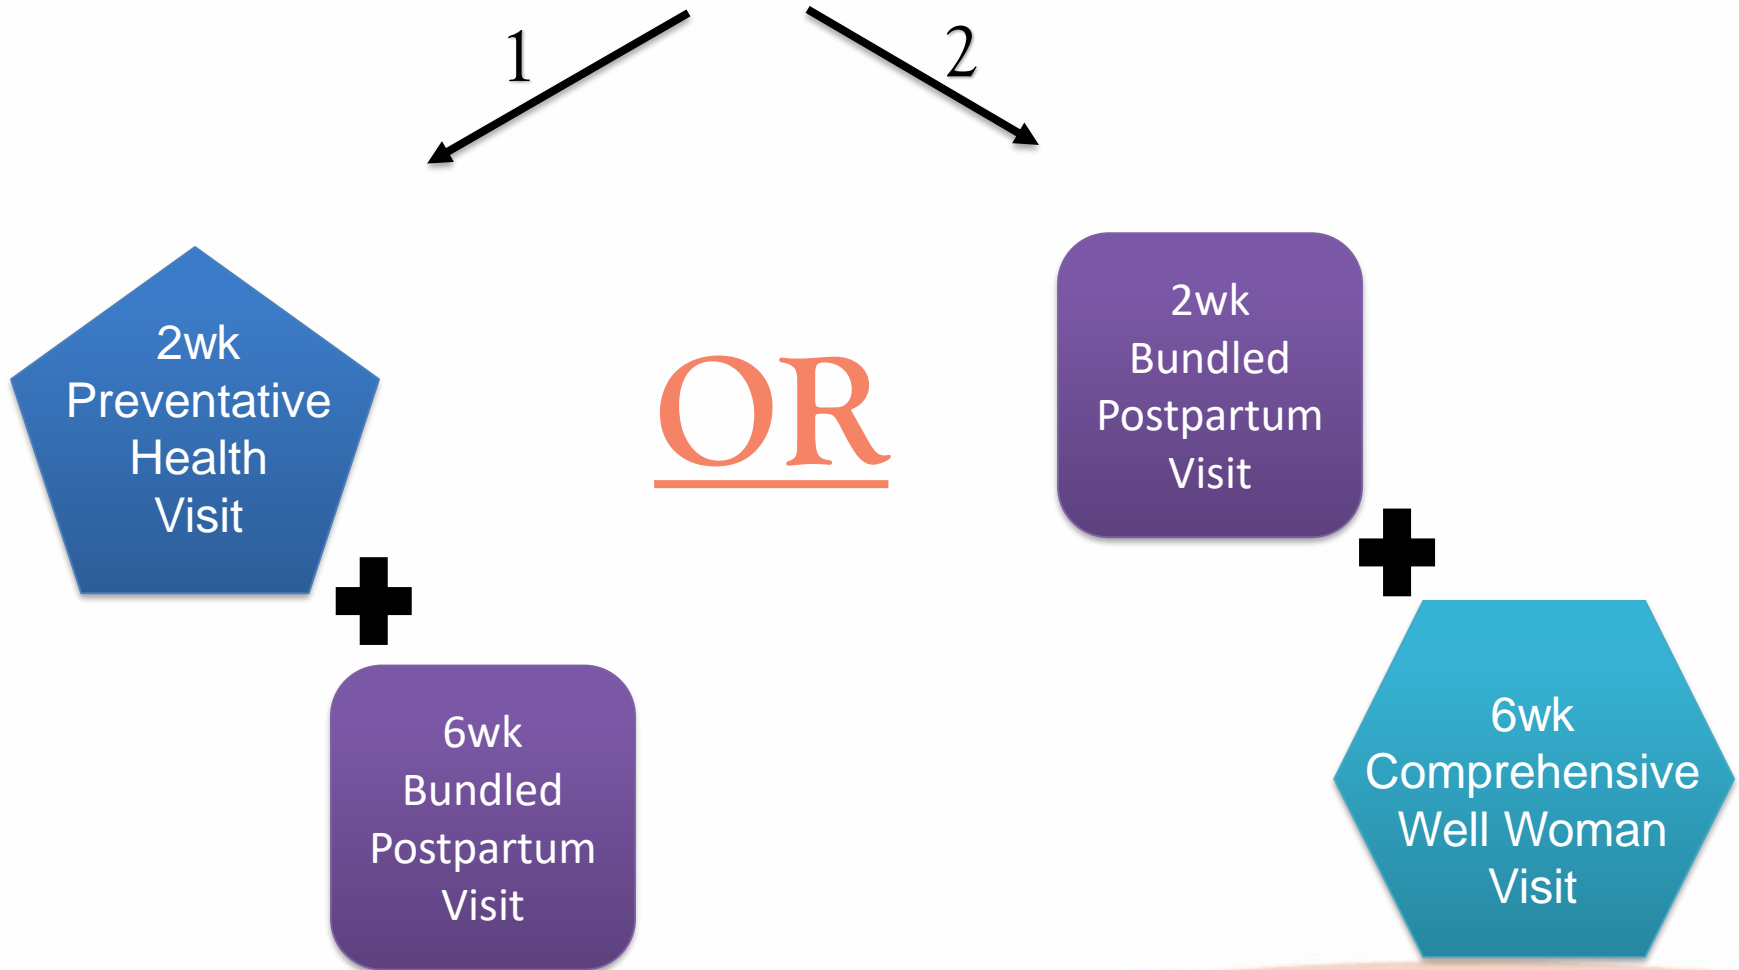 1
2
2wk
Preventative
Health
Visit
6wk
Bundled
Postpartum
Visit
OR
2wk
Bundled
Postpartum
Visit
6wk
Comprehensive
Well Woman
Visit